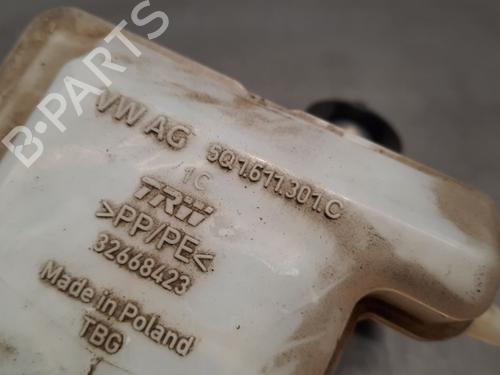 B-PARTS
VW AG 5Q1.611.301.C
1C
TRW
>PP/PE<
32668423
Made in Poland
TBG